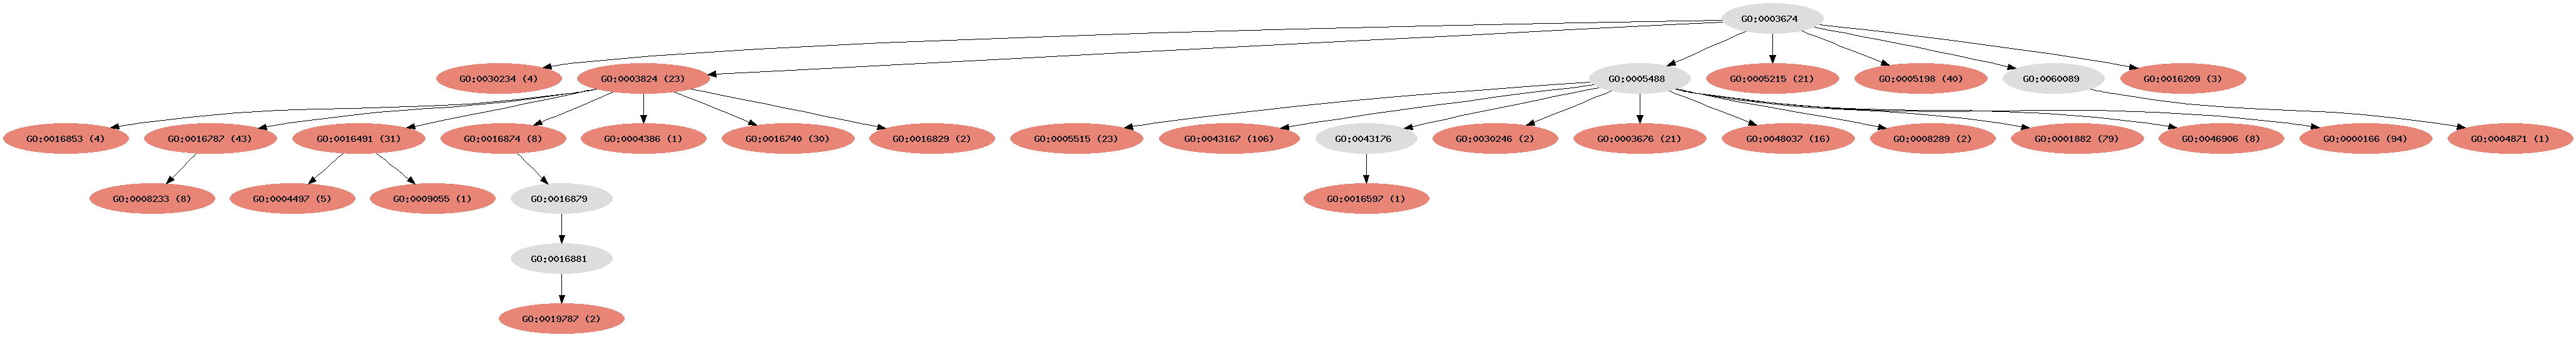 GO:0003674
GO:0030234 (4)
GO:0003824 (23)
GO:0005488
GO:0005215 (21)
GO:0005198 (40)
GO:0060089
GO:0016209 (3)
GO:0016853 (4)
GO:0016787 (43)
GO:0016491 (31)
GO:0016874 (8)
GO:0004386 (1)
GO:0016740 (30)
GO:0016829 (2)
GO:0005515 (23)
GO:0043167 (106)
GO:0043176
GO:0030246 (2)
GO:0003676 (21)
GO:0048037 (16)
GO:0008289 (2)
GO:0001882 (79)
GO:0046906 (8)
GO:0000166 (94)
GO:0004871 (1)
GO:0008233 (8)
GO:0004497 (5)
GO:0009055 (1)
GO:0016879
GO:0016597 (1)
GO:0016881
GO:0019787 (2)